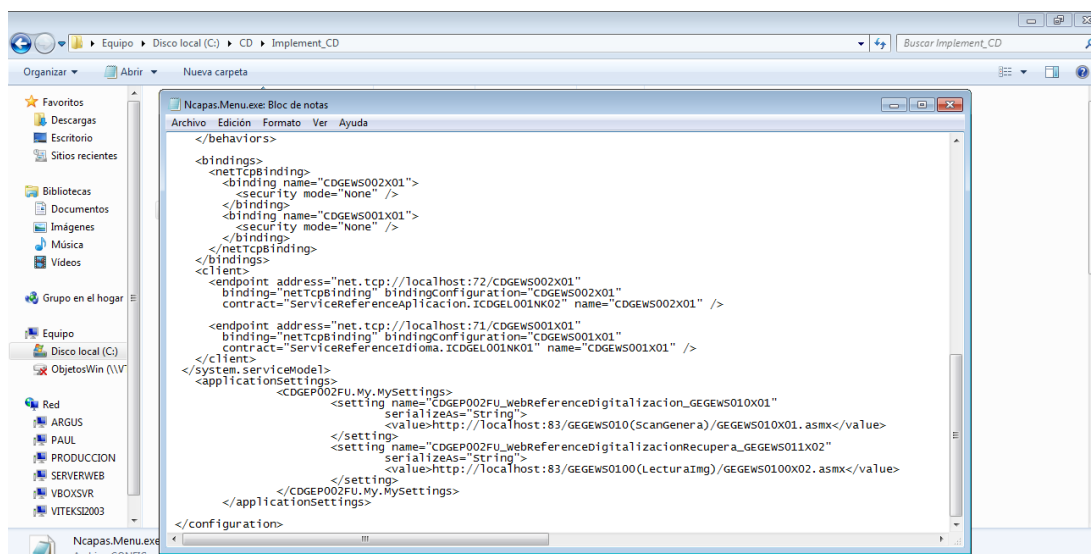 Equipo ▸ Disco local (C:) ▸ CD ▸ Implement_CD
Buscar Implement_CD
Organizar
Abrir
Nueva carpeta
Favoritos
Descargas
Escritorio
Sitios recientes
Bibliotecas
Documentos
Imágenes
Música
Vídeos
Grupo en el hogar
Equipo
Disco local (C:)
ObjetosWin (\\V
Red
ARGUS
PAUL
PRODUCCION
SERVERWEB
VBOXSVR
VITEKSI2003
Ncapas.Menu.exe
Ncapas.Menu.exe: Bloc de notas
Archivo Edición Formato Ver Ayuda
</behaviors>
<bindings>
<netTcpBinding>
<binding name="CDGEWS002X01">
<security mode="None" />
</binding>
<binding name="CDGEWS001X01">
<security mode="None" />
</binding>
</netTcpBinding>
</bindings>
<client>
<endpoint address="net.tcp://localhost:72/CDGEWS002X01"
binding="netTcpBinding" bindingConfiguration="CDGEWS002X01"
contract="ServiceReferenceAplicacion.ICDGEL001NK02" name="CDGEWS002X01" />
<endpoint address="net.tcp://localhost:71/CDGEWS001X01"
binding="netTcpBinding" bindingConfiguration="CDGEWS001X01"
contract="ServiceReferenceIdioma.ICDGEL001NK01" name="CDGEWS001X01" />
</client>
</system.serviceModel>
<applicationSettings>
<CDGEP002FU.My.MySettings>
<setting name="CDGEP002FU_WebReferenceDigitalizacion_GEGEWS010X01"
serializeAs="String">
<value>http://localhost:83/GEGEWS010(ScanGenera)/GEGEWS010X01.asmx</value>
</setting>
<setting name="CDGEP002FU_WebReferenceDigitalizacionRecupera_GEGEWS011X02"
serializeAs="String">
<value>http://localhost:83/GEGEWS0100(LecturaImg)/GEGEWS0100X02.asmx</value>
</setting>
</CDGEP002FU.My.MySettings>
</applicationSettings>
</configuration>